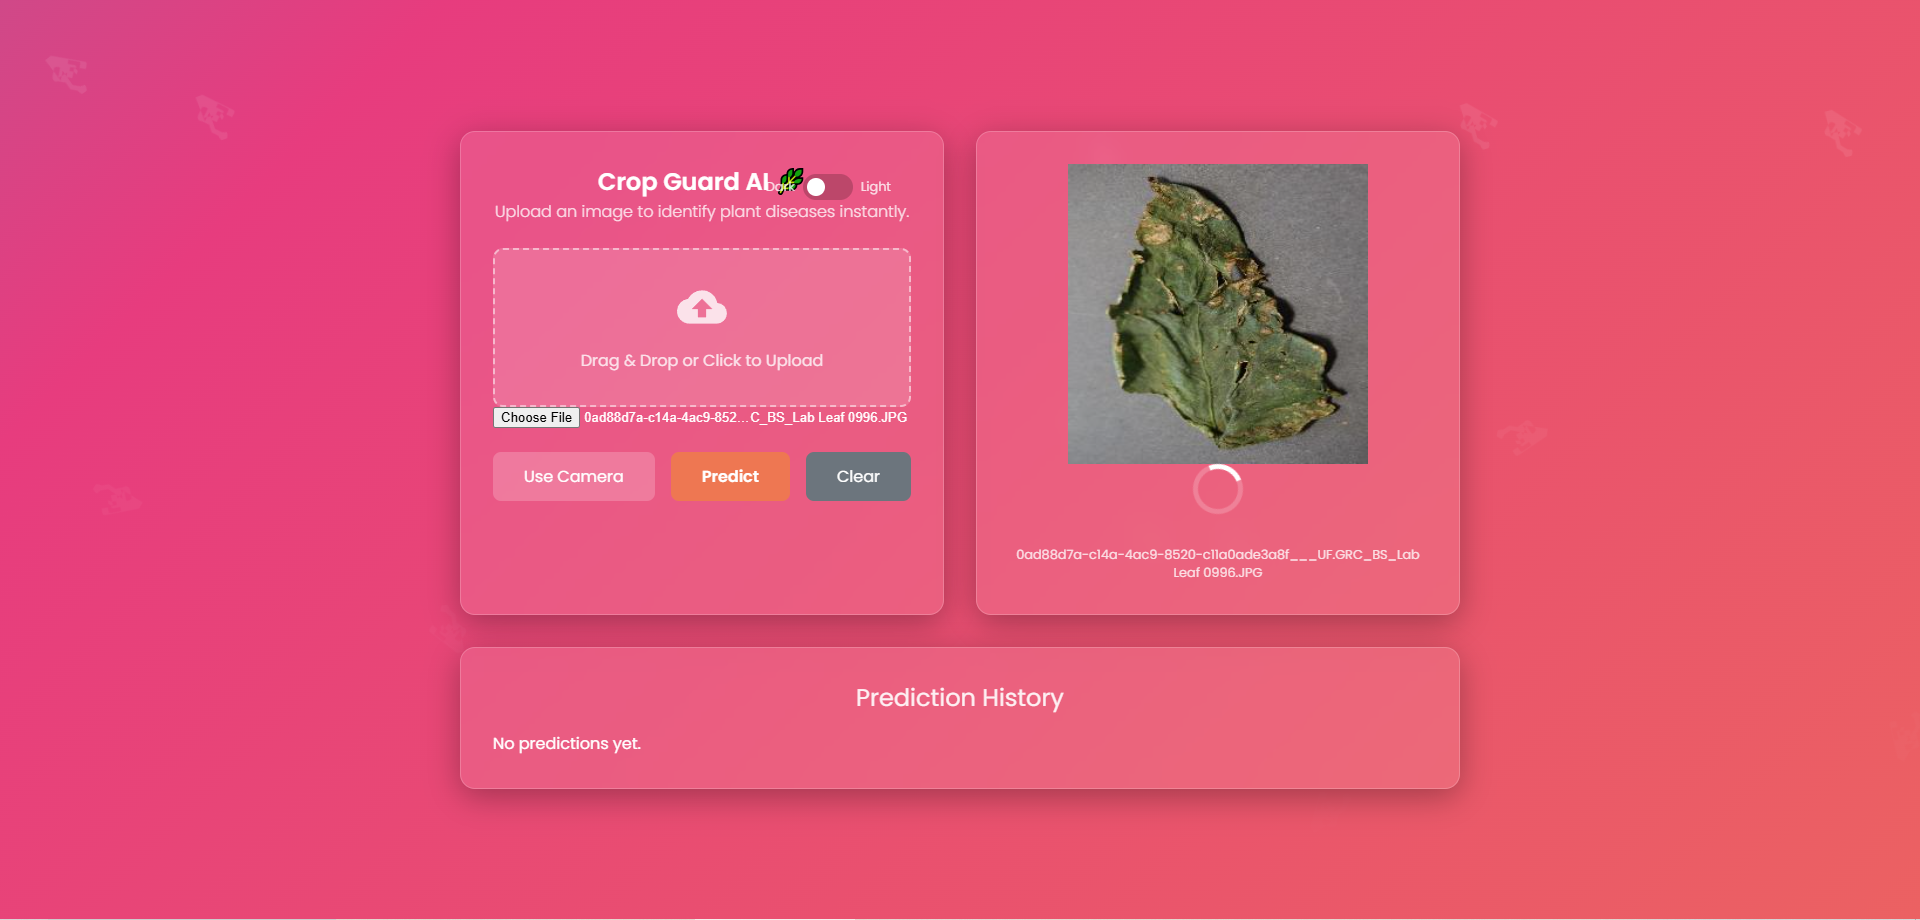 Crop Guard AI
Dark
Light
Upload an image to identify plant diseases instantly.
Drag & Drop or Click to Upload
Choose File 0ad88d7a-c14a-4ac9-852...C_BS_Lab Leaf 0996.JPG
Use Camera
Predict
Clear
0ad88d7a-c14a-4ac9-8520-c11a0ade3a8f___UF.GRC_BS_Lab
Leaf 0996.JPG
Prediction History
No predictions yet.